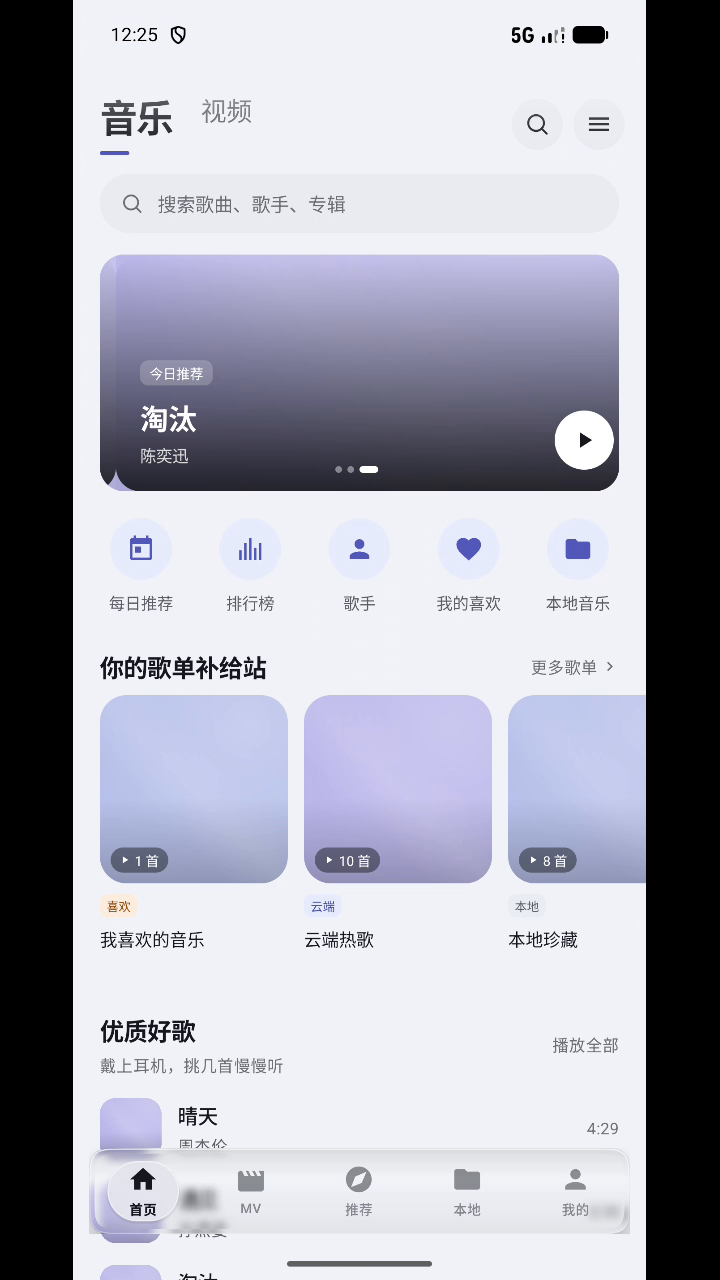 12:25
5G
音乐
视频
搜索歌曲、歌手、专辑
今日推荐
淘汰
陈奕迅
每日推荐
排行榜
歌手
我的喜欢
本地音乐
你的歌单补给站
更多歌单
1 首
10 首
8 首
喜欢
云端
本地
我喜欢的音乐
云端热歌
本地珍藏
优质好歌
播放全部
戴上耳机，挑几首慢慢听
晴天
4:29
周杰伦
首页
MV
推荐
本地
我的
淘汰